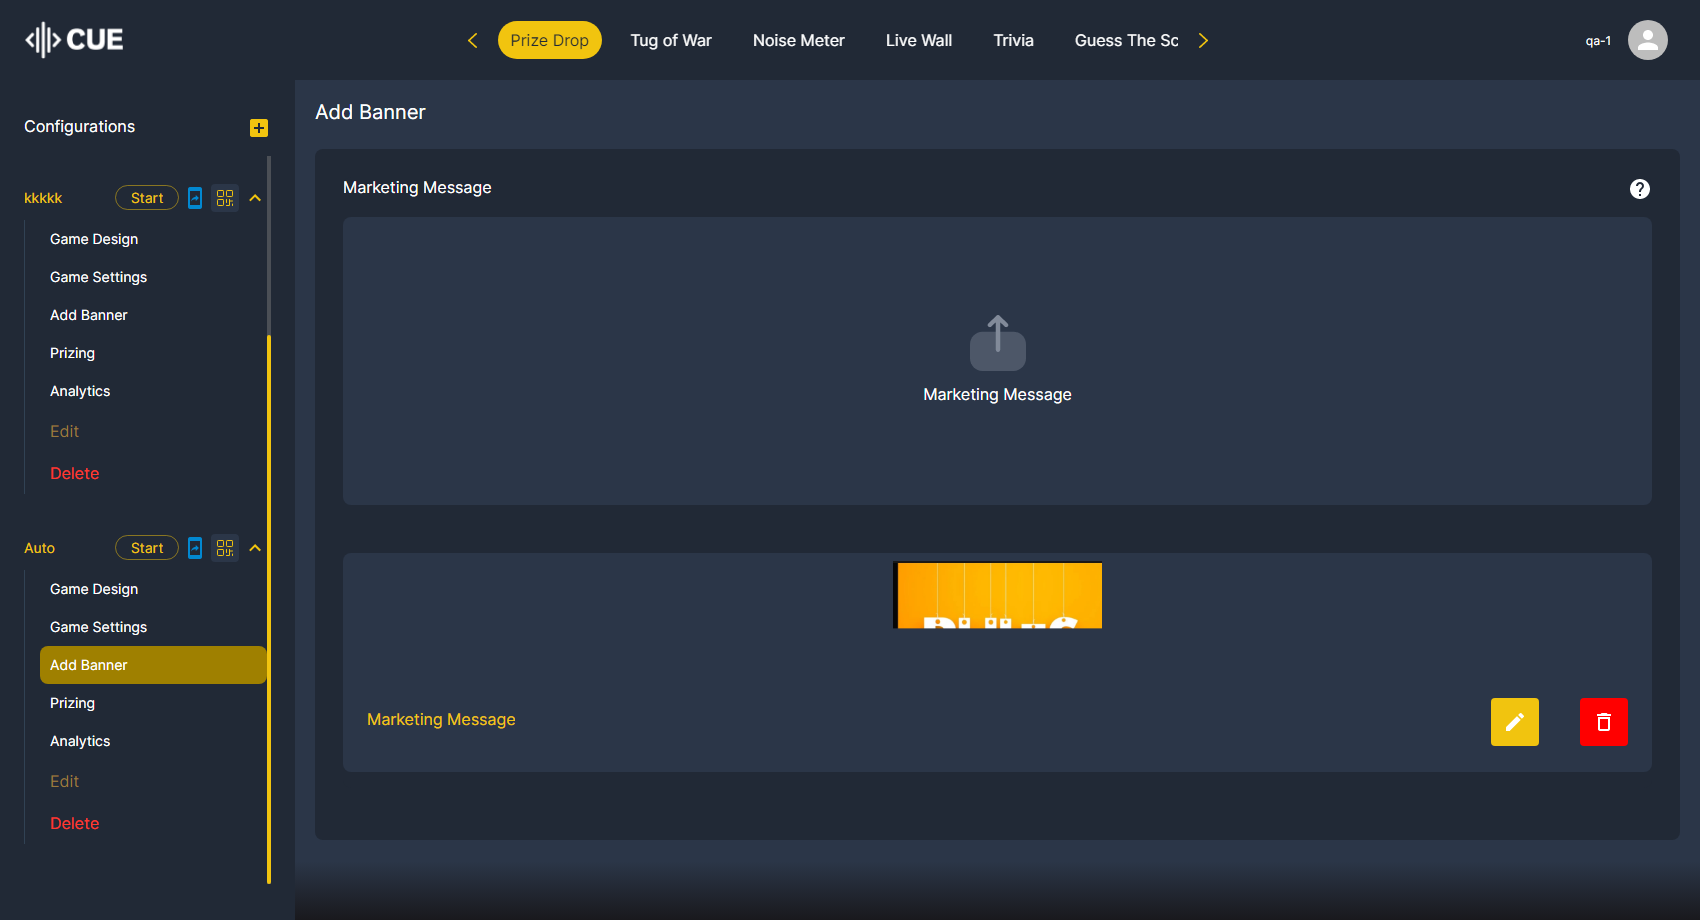 CUE
Prize Drop
Tug of War
Noise Meter
Live Wall
Trivia
Guess The Sc
qa-1
Configurations
kkkkk
Start
Game Design
Game Settings
Add Banner
Prizing
Analytics
Edit
Delete
Auto
Start
Game Design
Game Settings
Add Banner
Prizing
Analytics
Edit
Delete
Add Banner
Marketing Message
?
Marketing Message
Marketing Message